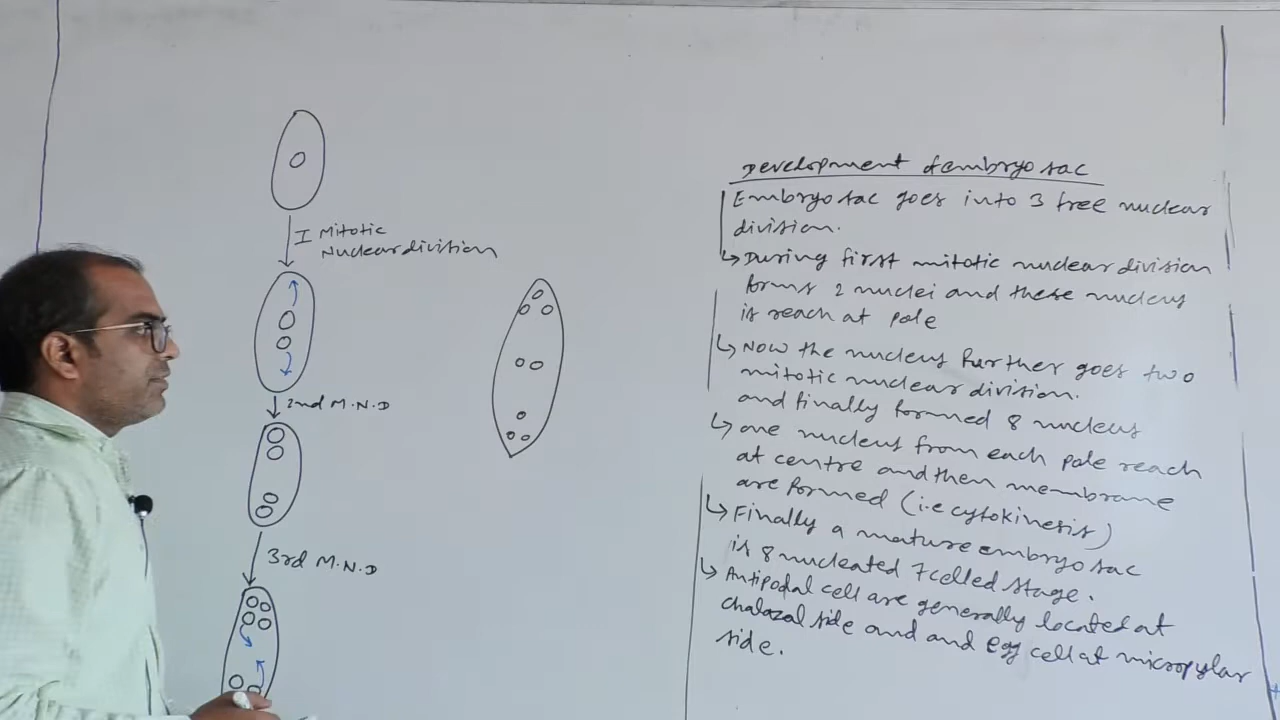 I Mitotic
Nuclear division
2nd M.N.D
3rd M.N.D
Development of embryo sac
Embryo sac goes into 3 free nuclear
division.
↳ During first mitotic nuclear division
forms 2 nuclei and these nucleus
is reach at pole
↳ Now the nucleus further goes two
mitotic nuclear division.
and finally formed 8 nucleus
↳ one nucleus from each pole reach
at centre and then membrane
are formed (i.e cytokinesis)
↳ Finally a mature embryo sac
is 8 nucleated 7 celled stage.
↳ Antipodal cell are generally located at
chalazal side and and egg cell at micropylar
side.